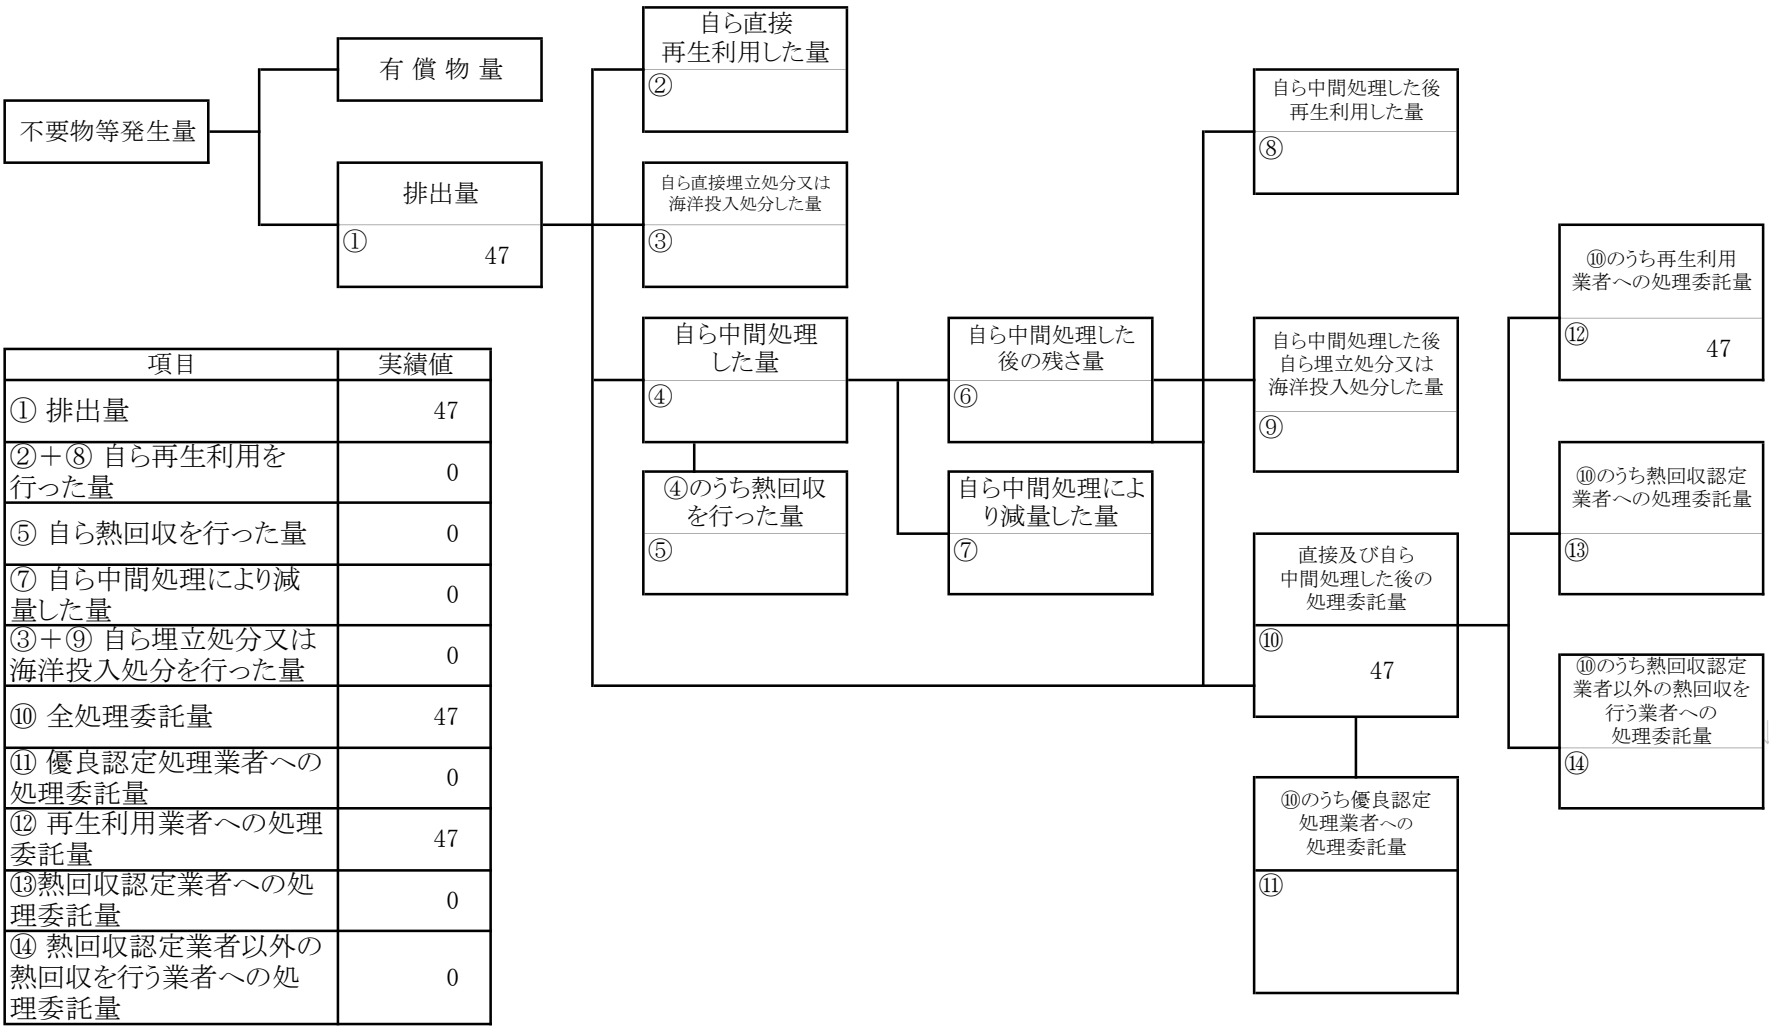 不要物等発生量
有償物量
排出量
①
47
自ら直接
再生利用した量
②
自ら直接埋立処分又は
海洋投入処分した量
③
自ら中間処理
した量
④
④のうち熱回収
を行った量
⑤
自ら中間処理した
後の残さ量
⑥
自ら中間処理によ
り減量した量
⑦
自ら中間処理した後
再生利用した量
⑧
自ら中間処理した後
自ら埋立処分又は
海洋投入処分した量
⑨
直接及び自ら
中間処理した後の
処理委託量
⑩
47
⑩のうち優良認定
処理業者への
処理委託量
⑪
⑩のうち再生利用
業者への処理委託量
⑫
47
⑩のうち熱回収認定
業者への処理委託量
⑬
⑩のうち熱回収認定
業者以外の熱回収を
行う業者への
処理委託量
⑭
↓
項目 実績値
① 排出量 47
②＋⑧ 自ら再生利用を
行った量 0
⑤ 自ら熱回収を行った量 0
⑦ 自ら中間処理により減
量した量 0
③＋⑨ 自ら埋立処分又は
海洋投入処分を行った量 0
⑩ 全処理委託量 47
⑪ 優良認定処理業者への
処理委託量 0
⑫ 再生利用業者への処理
委託量 47
⑬熱回収認定業者への処
理委託量 0
⑭ 熱回収認定業者以外の
熱回収を行う業者への処
理委託量 0